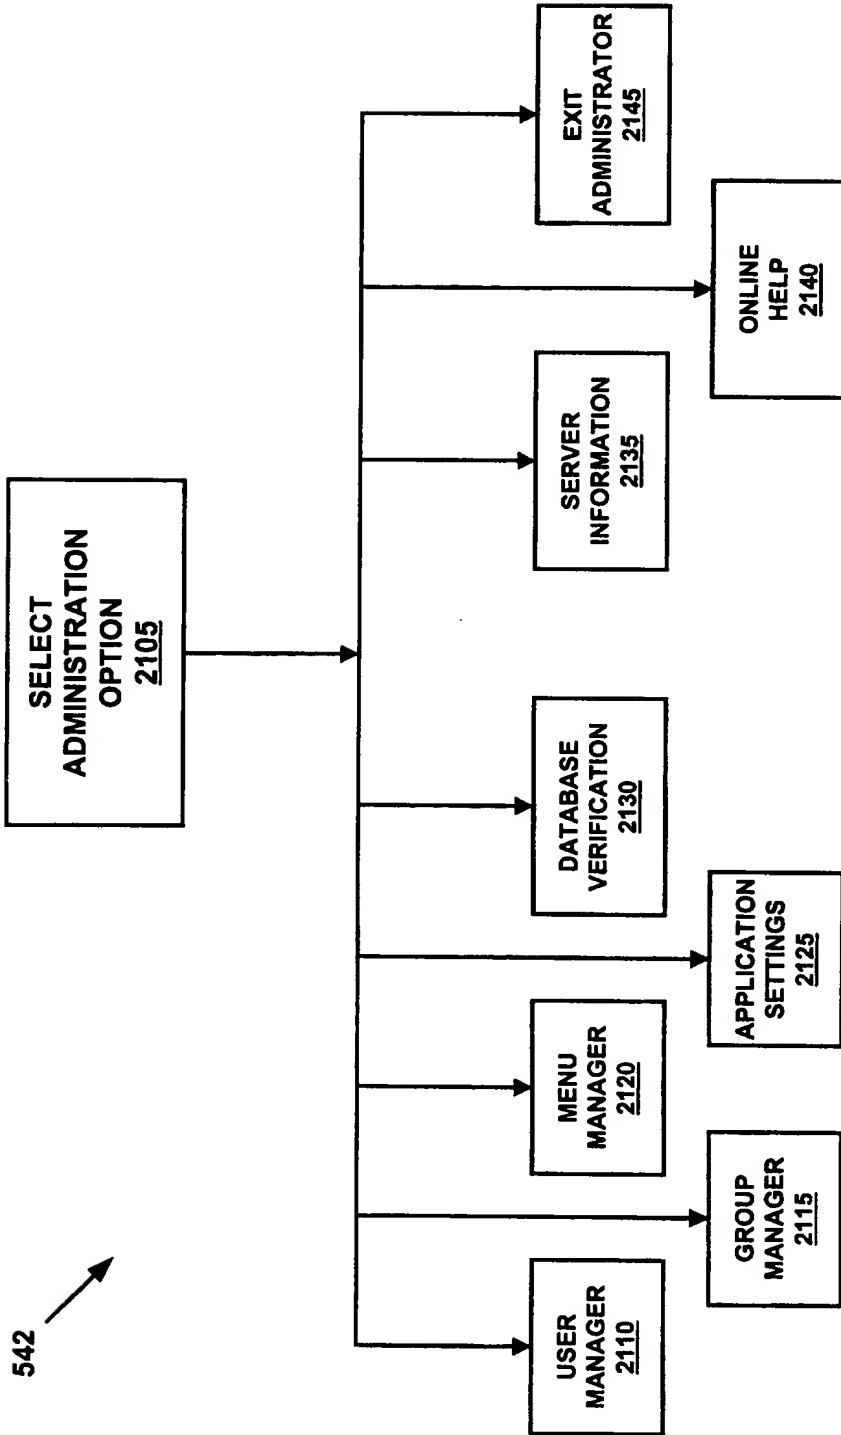 542
SELECT
ADMINISTRATION
OPTION
2105
USER
MANAGER
2110
GROUP
MANAGER
2115
MENU
MANAGER
2120
APPLICATION
SETTINGS
2125
DATABASE
VERIFICATION
2130
SERVER
INFORMATION
2135
ONLINE
HELP
2140
EXIT
ADMINISTRATOR
2145